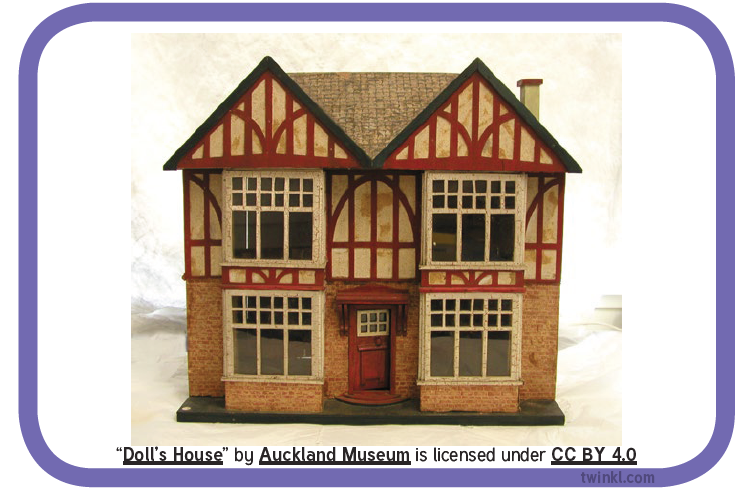 “Doll’s House” by Auckland Museum is licensed under CC BY 4.0
twinkl.com